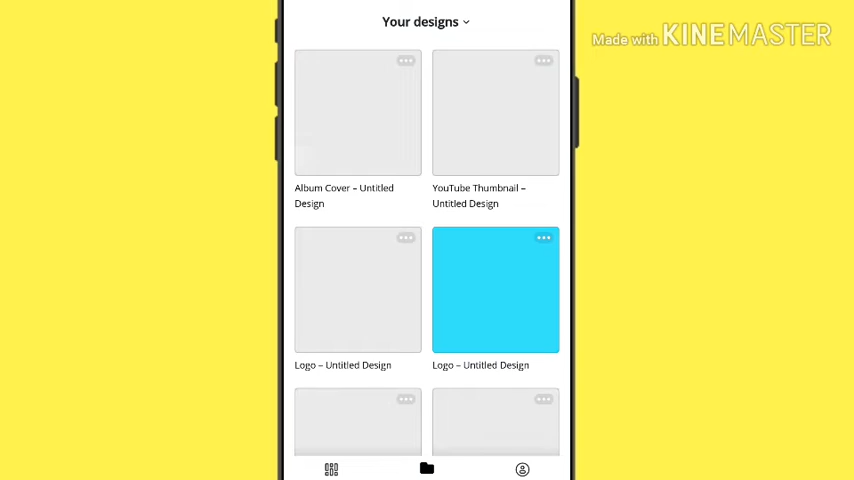 Your designs
Made with KINEMASTER
Album Cover – Untitled
Design
YouTube Thumbnail –
Untitled Design
Logo – Untitled Design
Logo – Untitled Design